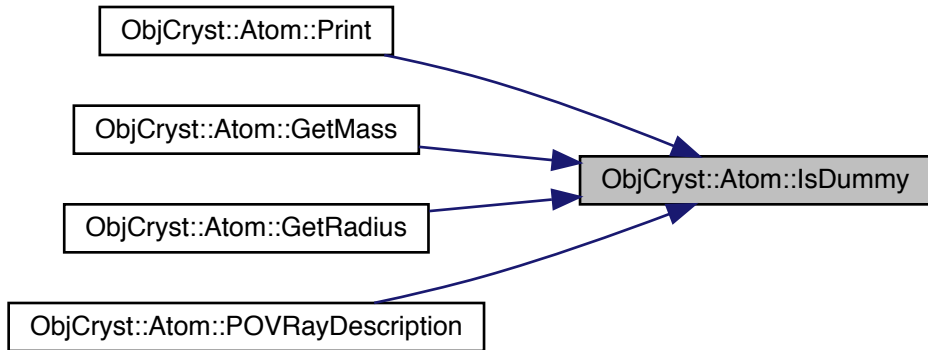 ObjCryst::Atom::Print
ObjCryst::Atom::GetMass
ObjCryst::Atom::IsDummy
ObjCryst::Atom::GetRadius
ObjCryst::Atom::POVRayDescription